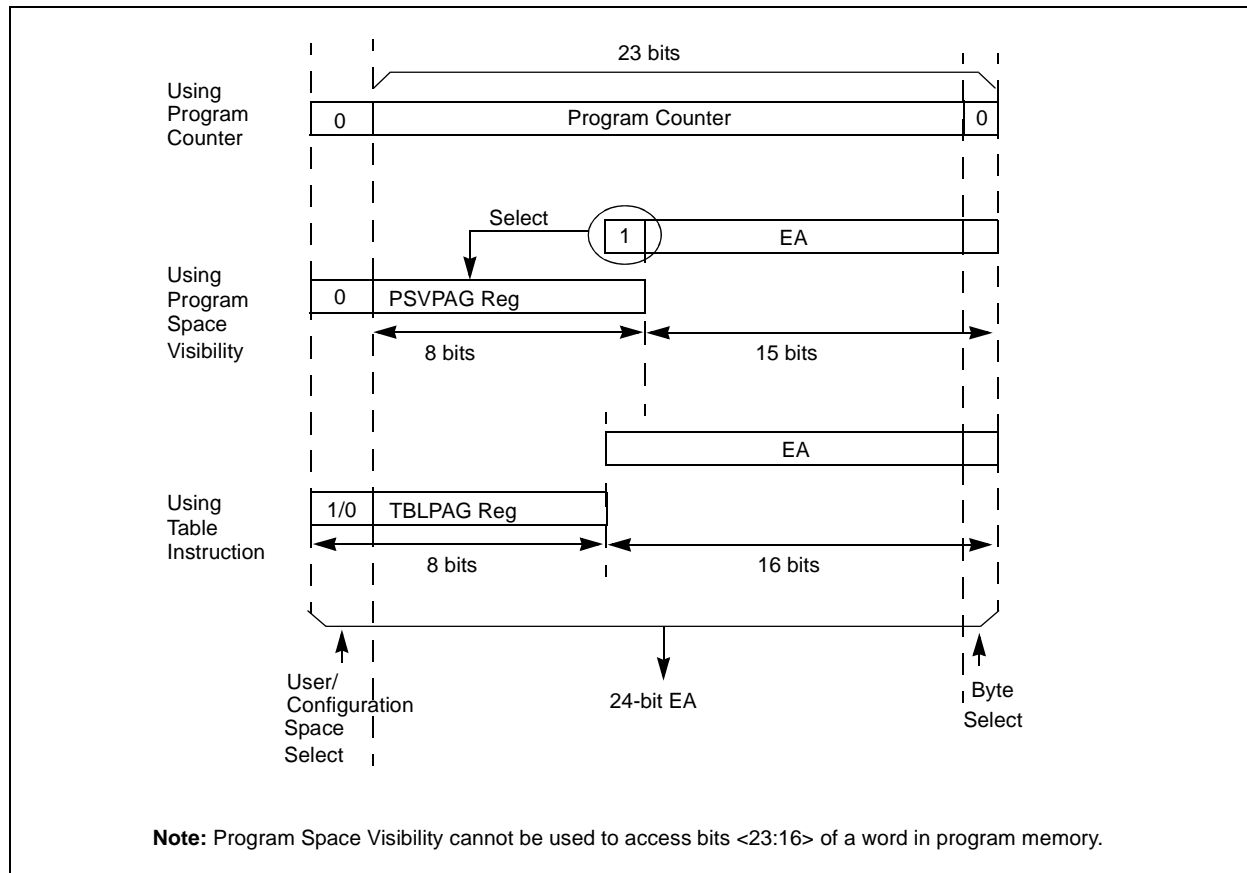 23 bits
Using
Program
Counter
0
Program Counter
0
Select
1
EA
Using
Program
Space
Visibility
0
PSVPAG Reg
8 bits
15 bits
EA
Using
Table
Instruction
1/0
TBLPAG Reg
8 bits
16 bits
User/
Configuration
Space
Select
24-bit EA
Byte
Select
Note: Program Space Visibility cannot be used to access bits <23:16> of a word in program memory.